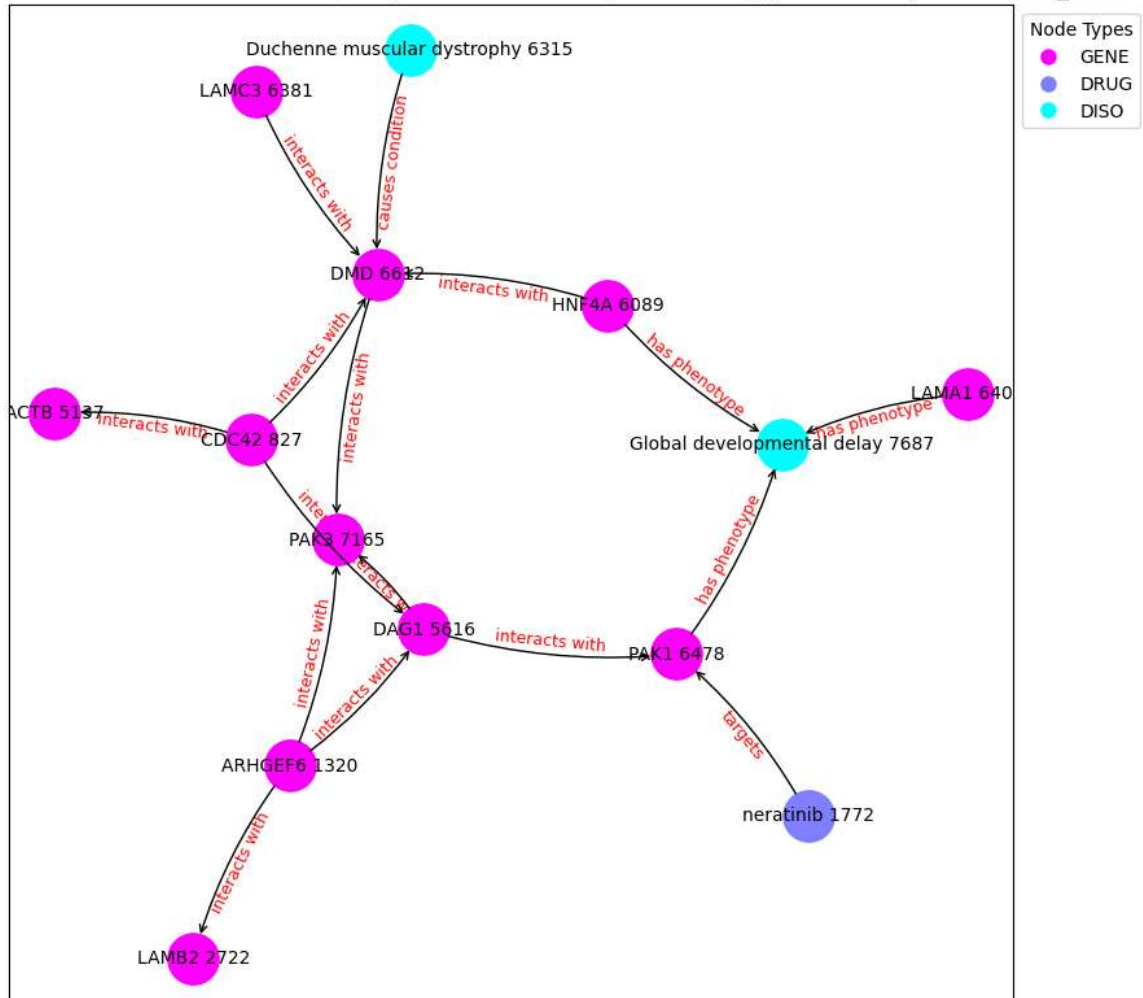 Node Types
GENE
DRUG
DISO
Duchenne muscular dystrophy 6315
LAMC3 6381
interacts with
causes condition
DMD 6612
interacts with
HNF4A 6089
interacts with
has phenotype
interacts with
LAMA1 640
has phenotype
ACTB 5137
interacts with
CDC42 827
Global developmental delay 7687
PAK3 7165
has phenotype
DAG1 5616
interacts with
PAK1 6478
interacts with
interacts with
targets
ARHGEF6 1320
neratinib 1772
interacts with
LAMB2 2722